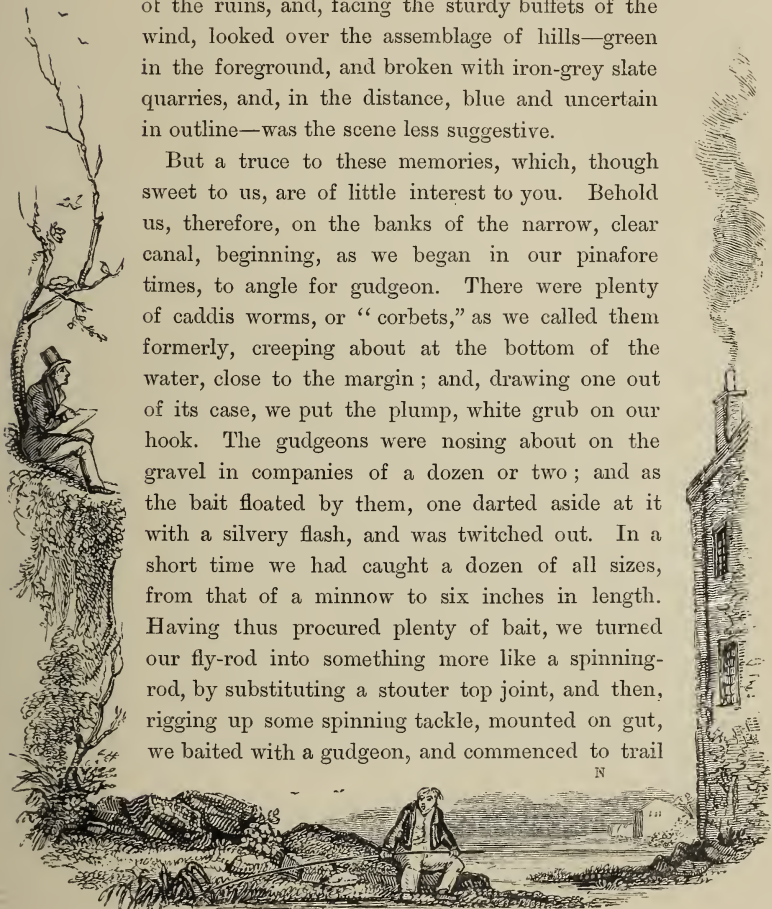 of the ruins, and, facing the sturdy buffets of the
wind, looked over the assemblage of hills—green
in the foreground, and broken with iron-grey slate
quarries, and, in the distance, blue and uncertain
in outline—was the scene less suggestive.
But a truce to these memories, which, though
sweet to us, are of little interest to you. Behold
us, therefore, on the banks of the narrow, clear
canal, beginning, as we began in our pinafore
times, to angle for gudgeon. There were plenty
of caddis worms, or “ corbets,” as we called them
formerly, creeping about at the bottom of the
water, close to the margin ; and, drawing one out
of its case, we put the plump, white grub on our
hook. The gudgeons were nosing about on the
gravel in companies of a dozen or two ; and as
the bait floated by them, one darted aside at it
with a silvery flash, and was twitched out. In a
short time we had caught a dozen of all sizes,
from that of a minnow to six inches in length.
Having thus procured plenty of bait, we turned
our fly-rod into something more like a spinning-
rod, by substituting a stouter top joint, and then,
rigging up some spinning tackle, mounted on gut,
we baited with a gudgeon, and commenced to trail
N